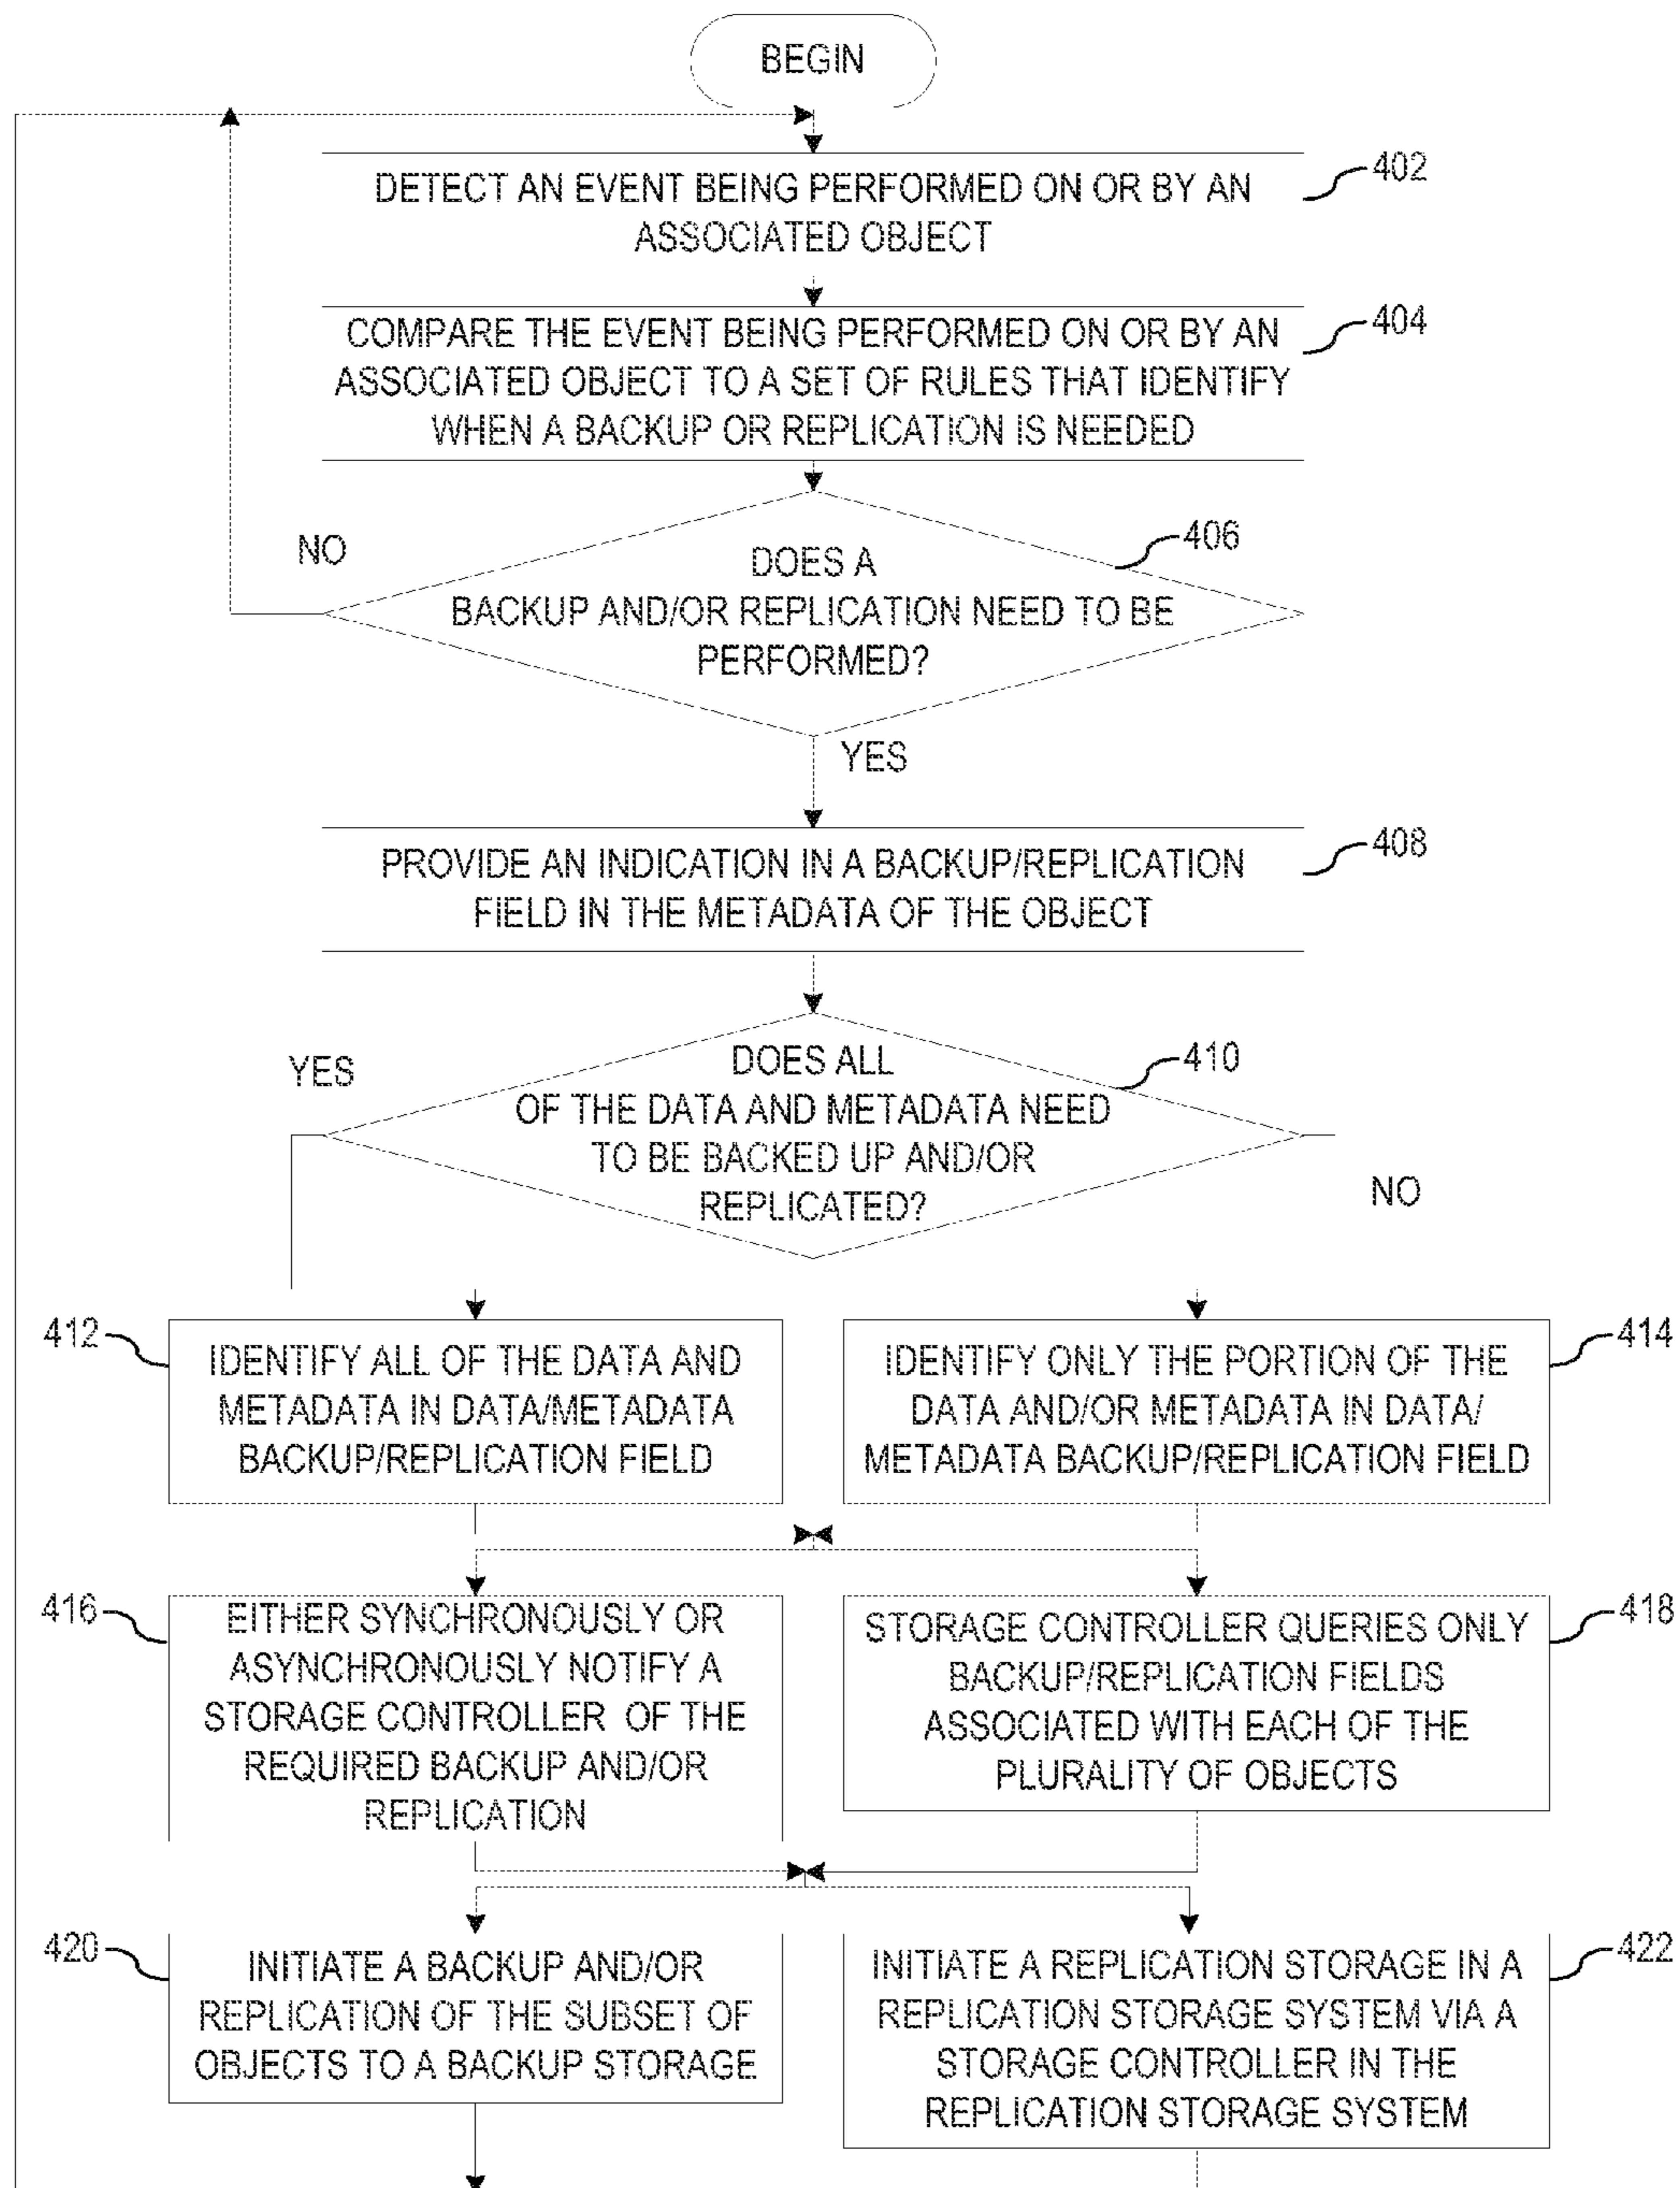 BEGIN
DETECT AN EVENT BEING PERFORMED ON OR BY AN
ASSOCIATED OBJECT
402
COMPARE THE EVENT BEING PERFORMED ON OR BY AN
ASSOCIATED OBJECT TO A SET OF RULES THAT IDENTIFY
WHEN A BACKUP OR REPLICATION IS NEEDED
404
NO
DOES A
BACKUP AND/OR REPLICATION NEED TO BE
PERFORMED?
406
YES
PROVIDE AN INDICATION IN A BACKUP/REPLICATION
FIELD IN THE METADATA OF THE OBJECT
408
YES
DOES ALL
OF THE DATA AND METADATA NEED
TO BE BACKED UP AND/OR
REPLICATED?
410
NO
412
IDENTIFY ALL OF THE DATA AND
METADATA IN DATA/METADATA
BACKUP/REPLICATION FIELD
IDENTIFY ONLY THE PORTION OF THE
DATA AND/OR METADATA IN DATA/
METADATA BACKUP/REPLICATION FIELD
414
416
EITHER SYNCHRONOUSLY OR
ASYNCHRONOUSLY NOTIFY A
STORAGE CONTROLLER OF THE
REQUIRED BACKUP AND/OR
REPLICATION
STORAGE CONTROLLER QUERIES ONLY
BACKUP/REPLICATION FIELDS
ASSOCIATED WITH EACH OF THE
PLURALITY OF OBJECTS
418
420
INITIATE A BACKUP AND/OR
REPLICATION OF THE SUBSET OF
OBJECTS TO A BACKUP STORAGE
INITIATE A REPLICATION STORAGE IN A
REPLICATION STORAGE SYSTEM VIA A
STORAGE CONTROLLER IN THE
REPLICATION STORAGE SYSTEM
422